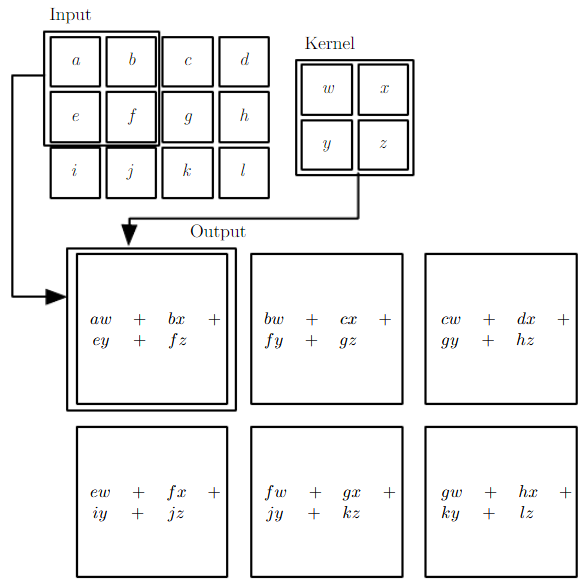 Input
Kernel
a b c d
w x
e f g h
y z
i j k l
Output
aw + bx + bw + cx + cw + dx +
ey + fz fy + gz gy + hz
ew + fx + fw + gx + gw + hx +
iy + jz jy + kz ky + lz